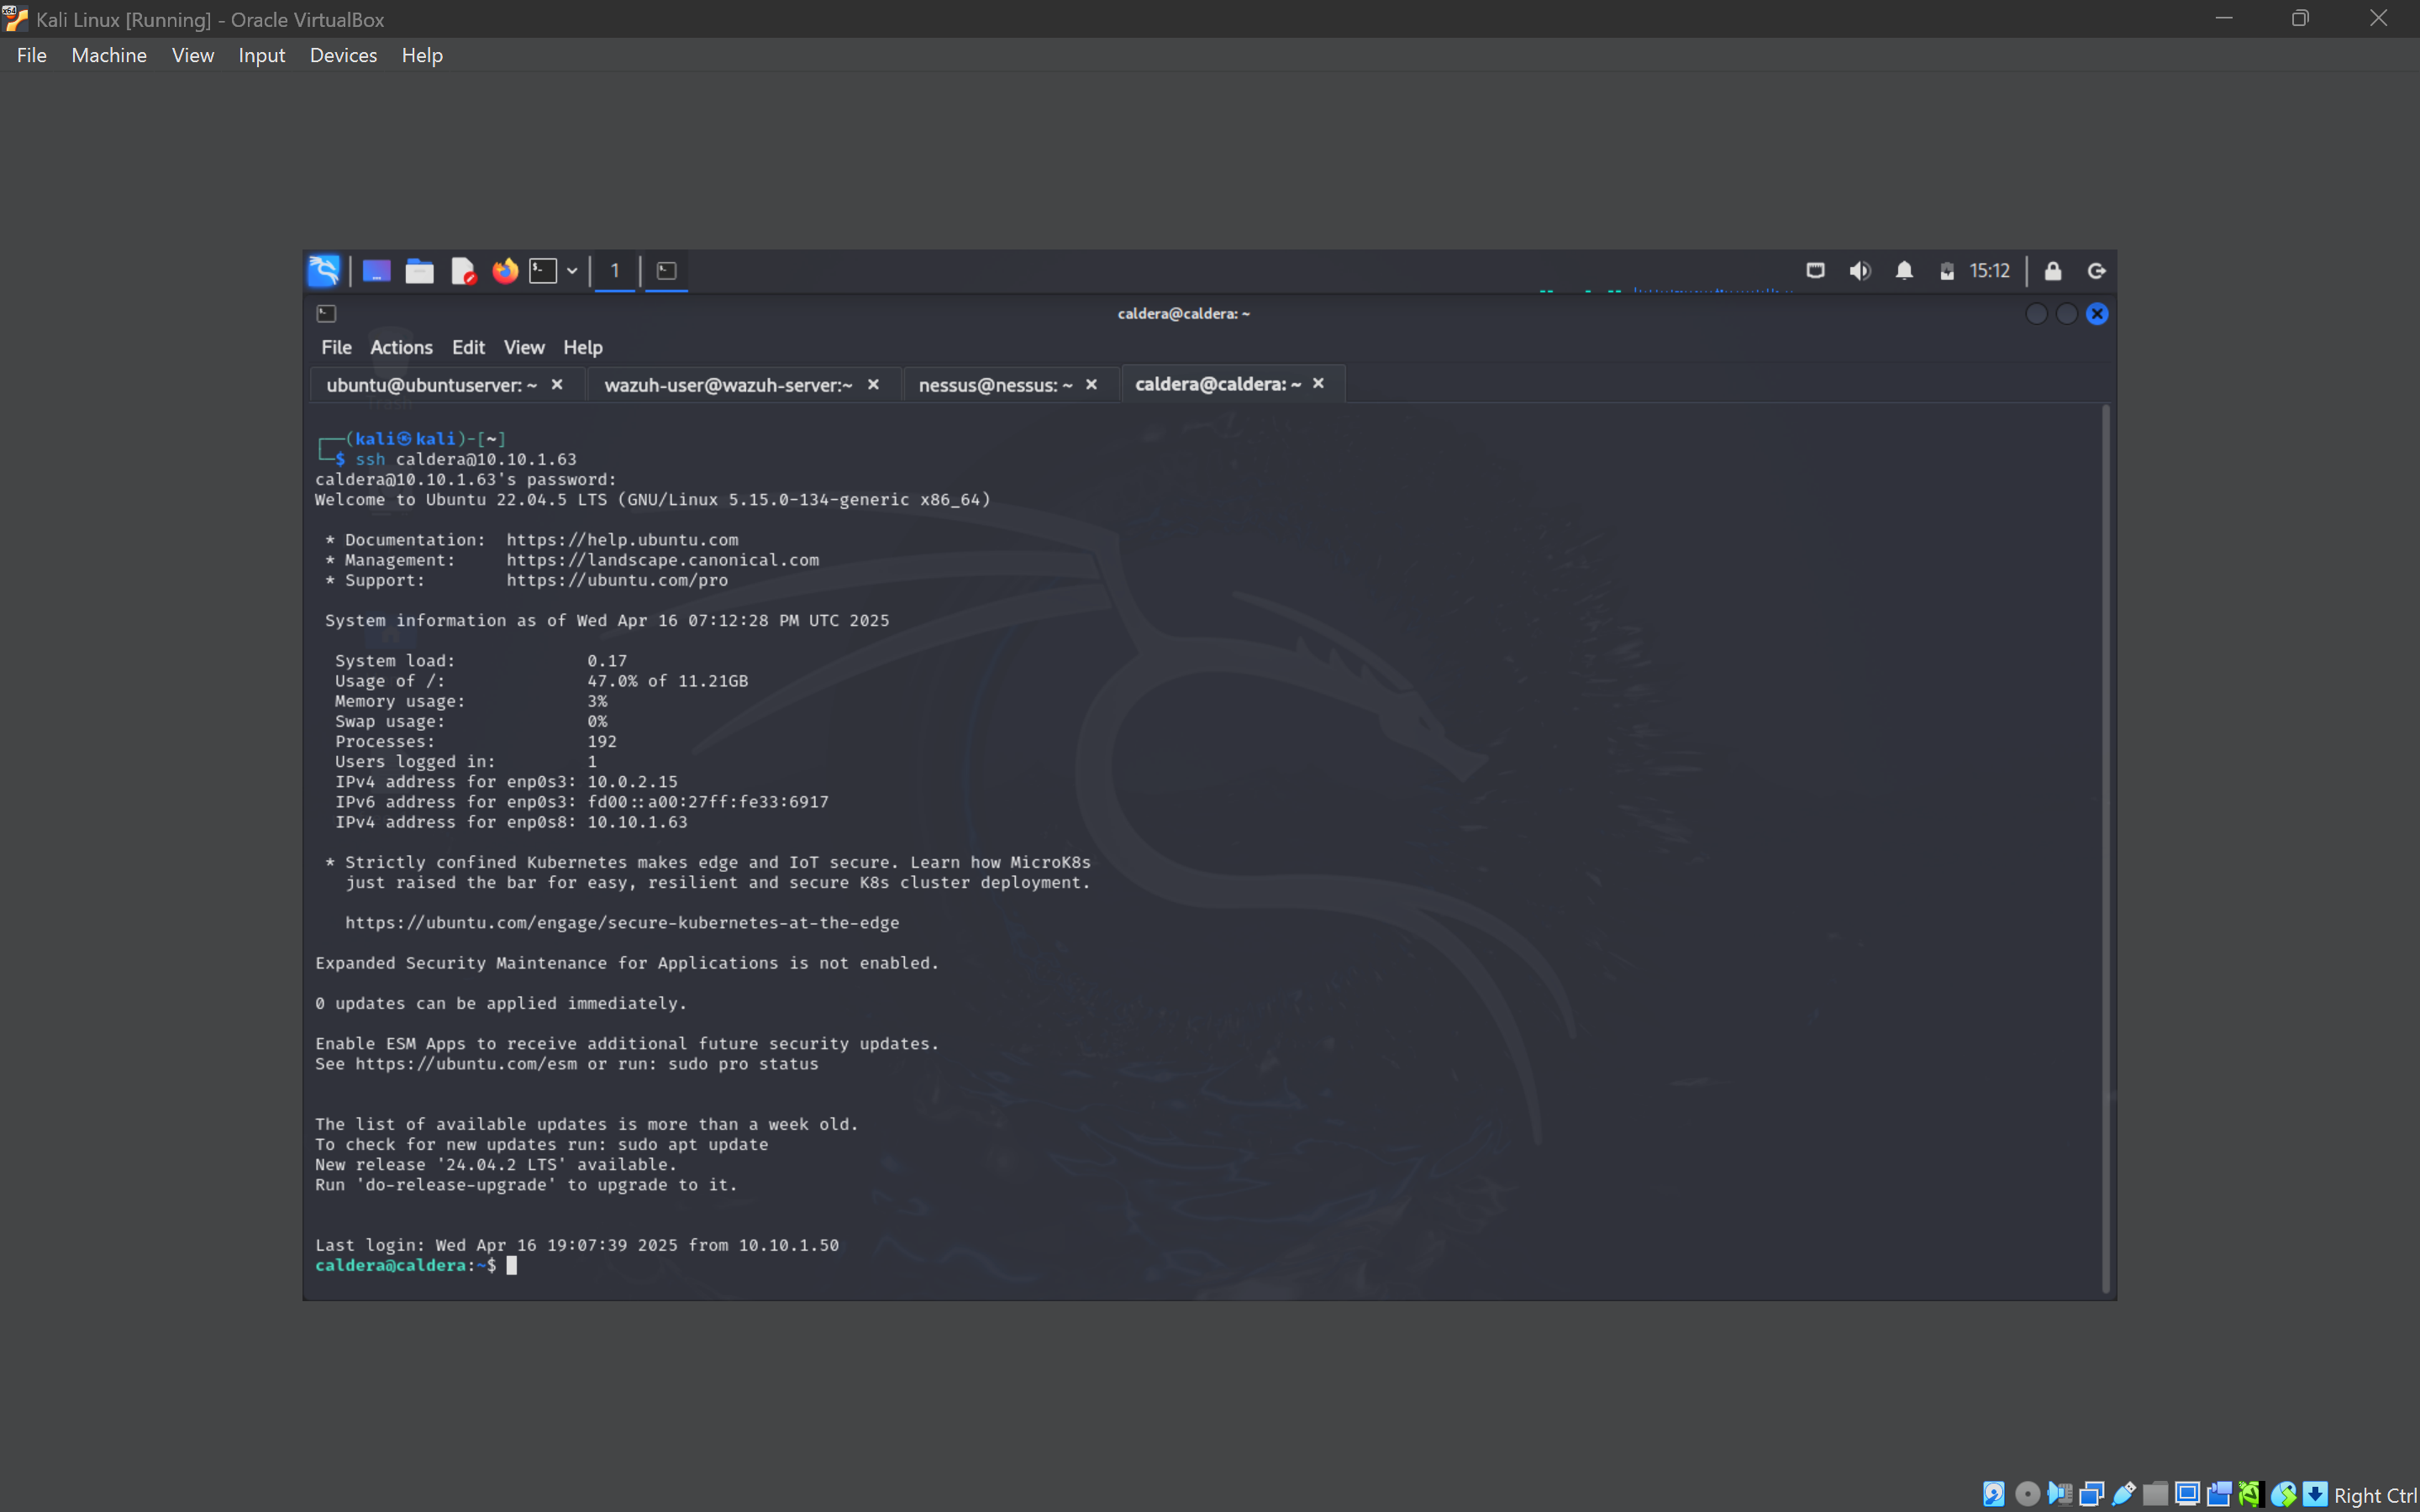 Kali Linux [Running] - Oracle VirtualBox
File Machine View Input Devices Help
1 15:12
caldera@caldera: ~
File Actions Edit View Help
ubuntu@ubuntuserver: ~ × wazuh-user@wazuh-server:~ × nessus@nessus: ~ × caldera@caldera: ~ ×
┌──(kali㉿kali)-[~]
└─$ ssh caldera@10.10.1.63
caldera@10.10.1.63's password:
Welcome to Ubuntu 22.04.5 LTS (GNU/Linux 5.15.0-134-generic x86_64)
* Documentation: https://help.ubuntu.com
* Management: https://landscape.canonical.com
* Support: https://ubuntu.com/pro
System information as of Wed Apr 16 07:12:28 PM UTC 2025
System load: 0.17
Usage of /: 47.0% of 11.21GB
Memory usage: 3%
Swap usage: 0%
Processes: 192
Users logged in: 1
IPv4 address for enp0s3: 10.0.2.15
IPv6 address for enp0s3: fd00::a00:27ff:fe33:6917
IPv4 address for enp0s8: 10.10.1.63
* Strictly confined Kubernetes makes edge and IoT secure. Learn how MicroK8s
just raised the bar for easy, resilient and secure K8s cluster deployment.
https://ubuntu.com/engage/secure-kubernetes-at-the-edge
Expanded Security Maintenance for Applications is not enabled.
0 updates can be applied immediately.
Enable ESM Apps to receive additional future security updates.
See https://ubuntu.com/esm or run: sudo pro status
The list of available updates is more than a week old.
To check for new updates run: sudo apt update
New release '24.04.2 LTS' available.
Run 'do-release-upgrade' to upgrade to it.
Last login: Wed Apr 16 19:07:39 2025 from 10.10.1.50
caldera@caldera:~$
Right Ctrl